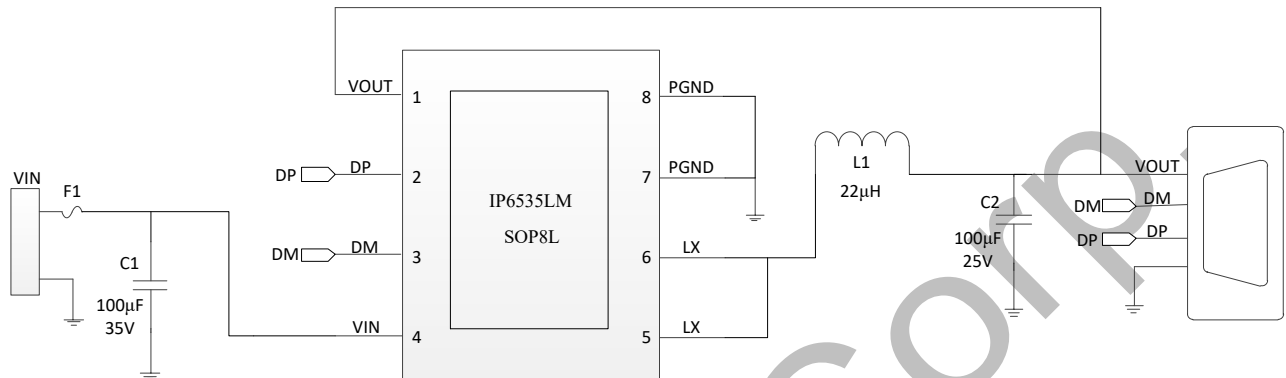 VOUT
1
8
PGND
DP
DP
2
7
PGND
VIN
F1
IP6535LM
SOP8L
L1
22μH
VOUT
DM
DM
DP
DP
C2
100μF
25V
DM
DM
3
6
LX
C1
100μF
35V
VIN
4
5
LX
Corp.